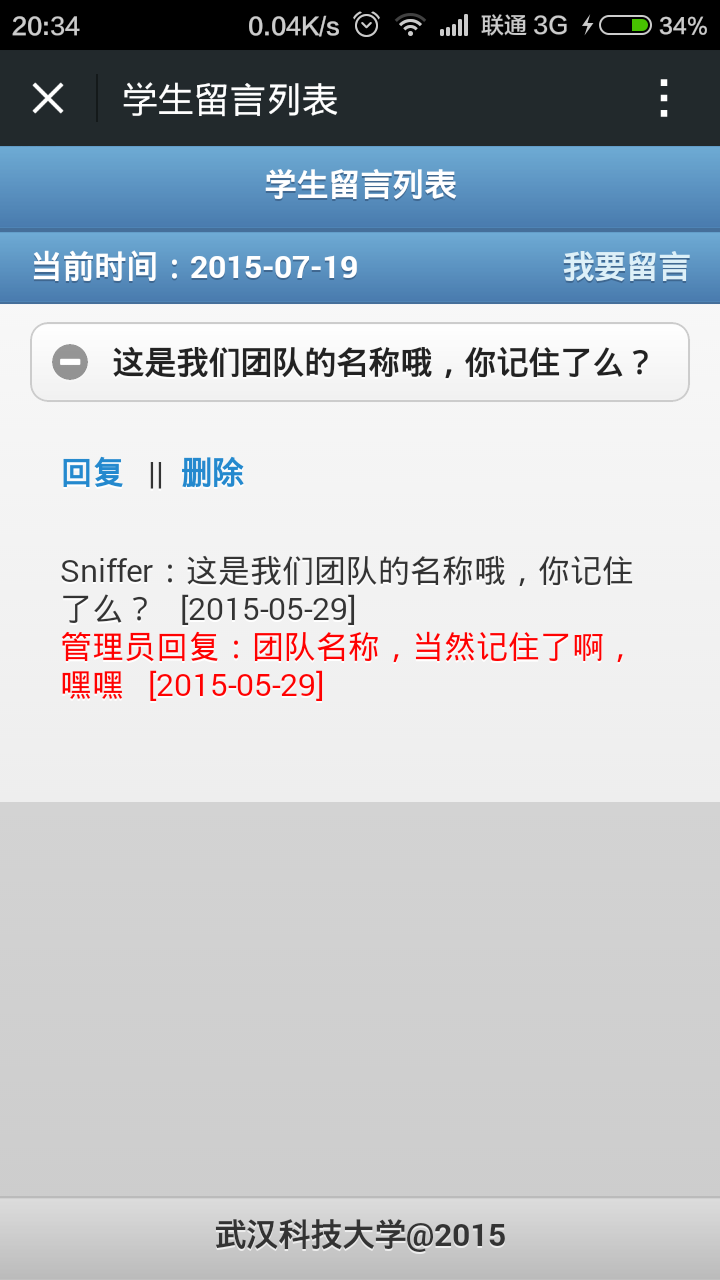 20:34 0.04K/s 联通 3G 34%
学生留言列表
学生留言列表
当前时间：2015-07-19 我要留言
这是我们团队的名称哦，你记住了么？
回复 || 删除
Sniffer：这是我们团队的名称哦，你记住
了么？ [2015-05-29]
管理员回复：团队名称，当然记住了啊，
嘿嘿 [2015-05-29]
武汉科技大学@2015